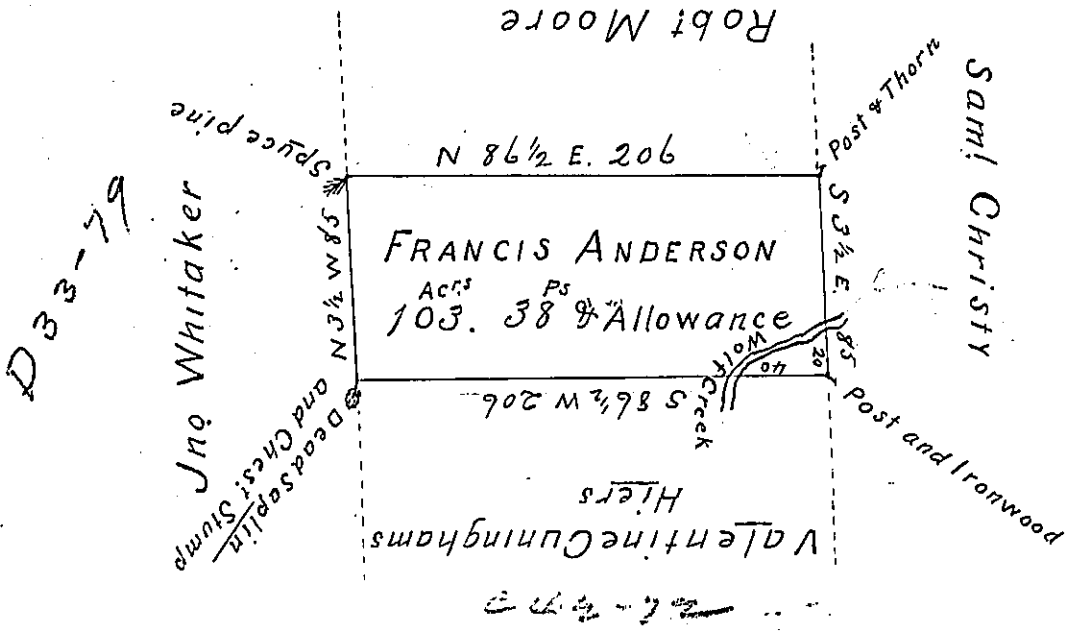 Robt Moore
Spruce pine
Post & Thorn
Saml Christy
N 86½ E. 206
D33-79
Jno Whitaker
N 3½ W 85
FRANCIS ANDERSON
Acrs Ps
103. 38 & Allowance
S 3½ E.
85
Wolf Creek
40
20
S 86½ W 206
Dead saplin
and Chest Stump
Post and Ironwood
Valentine Cuninghams
Hiers